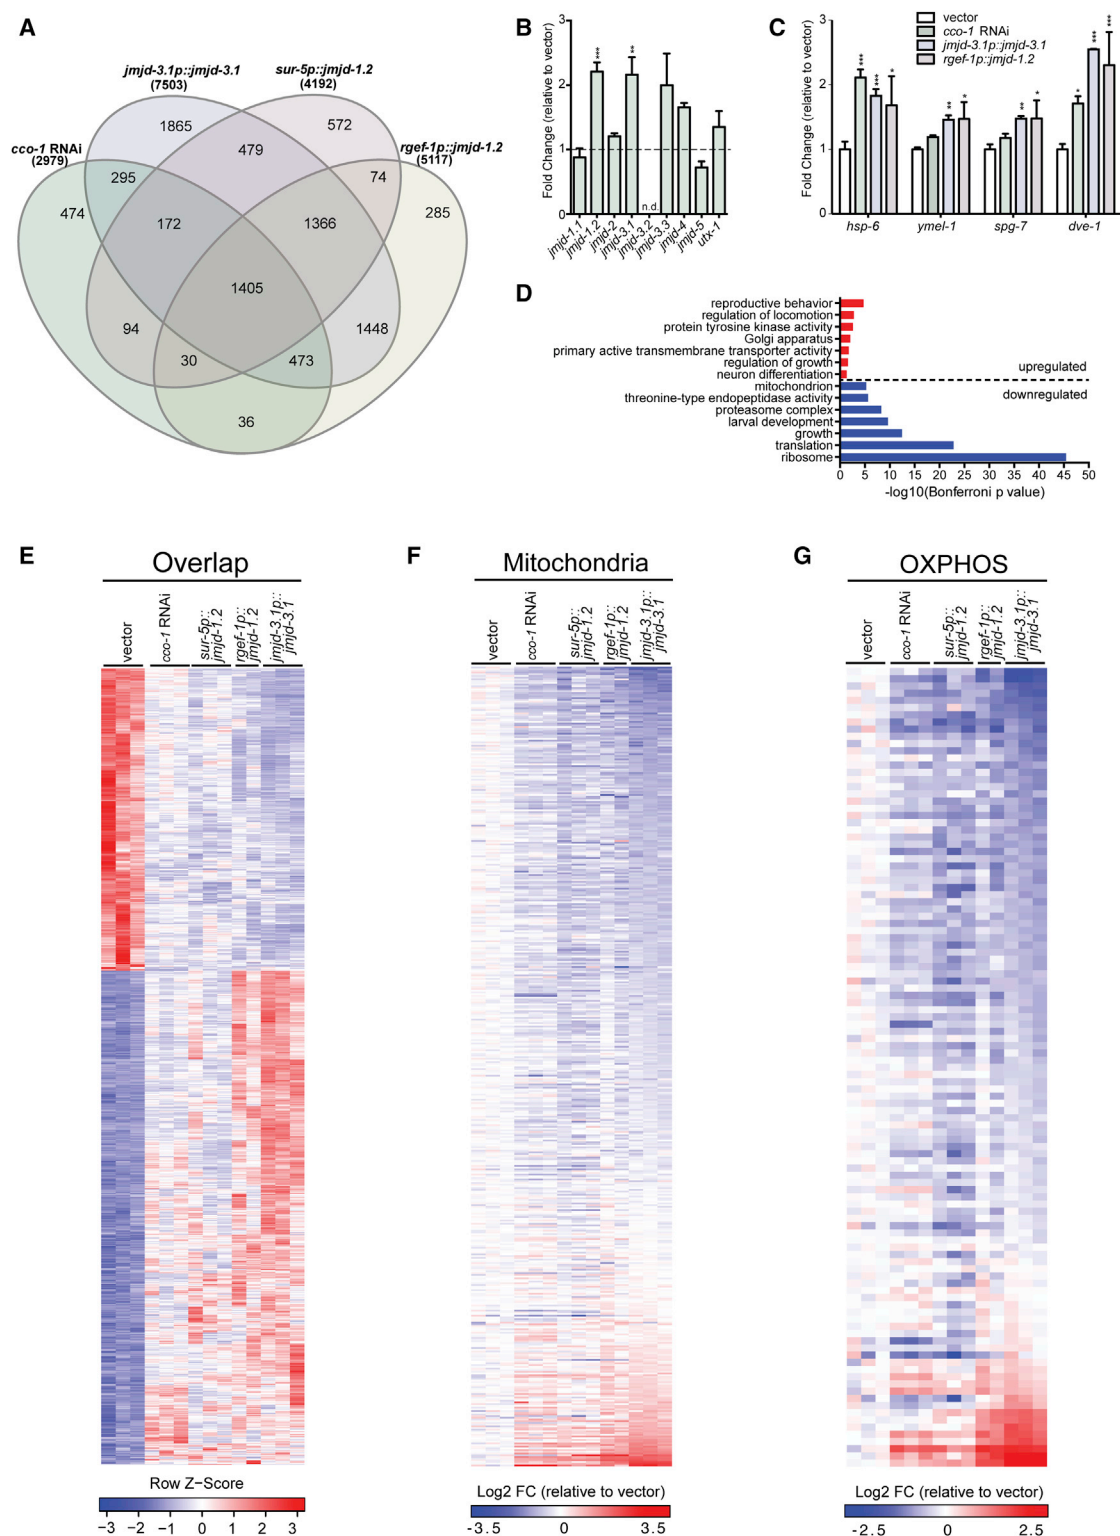 A
jmjd-3.1p::jmjd-3.1
(7503)
sur-5p::jmjd-1.2
(4192)
cco-1 RNAi
(2979)
rgef-1p::jmjd-1.2
(5117)
1865
572
479
295
74
474
172
1366
285
1405
94
1448
30
473
36
B
Fold Change (relative to vector)
3
2
1
0
***
**
n.d.
jmjd-1.1
jmjd-1.2
jmjd-2
jmjd-3.1
jmjd-3.2
jmjd-3.3
jmjd-4
jmjd-5
utx-1
C
Fold Change (relative to vector)
3
2
1
0
vector
cco-1 RNAi
jmjd-3.1p::jmjd-3.1
rgef-1p::jmjd-1.2
***
***
*
**
*
**
*
*
***
***
hsp-6
ymel-1
spg-7
dve-1
D
reproductive behavior
regulation of locomotion
protein tyrosine kinase activity
Golgi apparatus
primary active transmembrane transporter activity
regulation of growth
neuron differentiation
mitochondrion
threonine-type endopeptidase activity
proteasome complex
larval development
growth
translation
ribosome
upregulated
downregulated
0 5 10 15 20 25 30 35 40 45 50
-log10(Bonferroni p value)
E
Overlap
vector
cco-1 RNAi
sur-5p::
jmjd-1.2
rgef-1p::
jmjd-1.2
jmjd-3.1p::
jmjd-3.1
Row Z−Score
−3 −2 −1 0 1 2 3
F
Mitochondria
vector
cco-1 RNAi
sur-5p::
jmjd-1.2
rgef-1p::
jmjd-1.2
jmjd-3.1p::
jmjd-3.1
Log2 FC (relative to vector)
-3.5 0 3.5
G
OXPHOS
vector
cco-1 RNAi
sur-5p::
jmjd-1.2
rgef-1p::
jmjd-1.2
jmjd-3.1p::
jmjd-3.1
Log2 FC (relative to vector)
-2.5 0 2.5